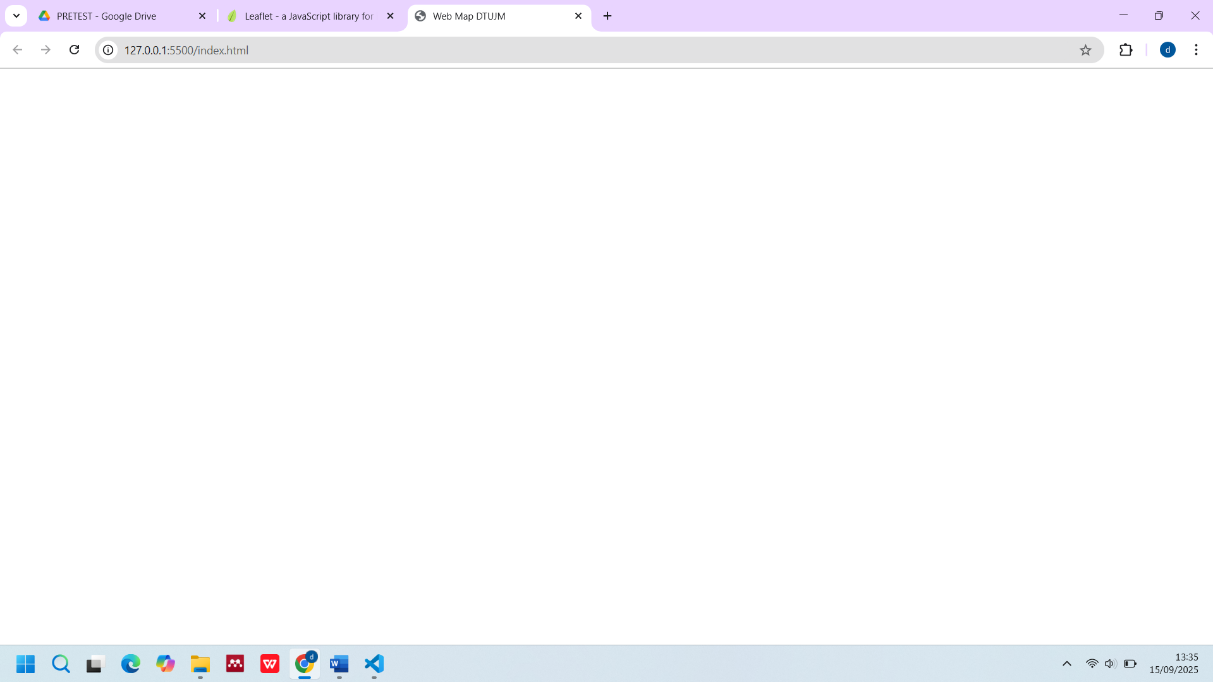 PRETEST - Google Drive
Leaflet - a JavaScript library for
Web Map DTUJM
127.0.0.1:5500/index.html
d
d
W
W
13:35
15/09/2025